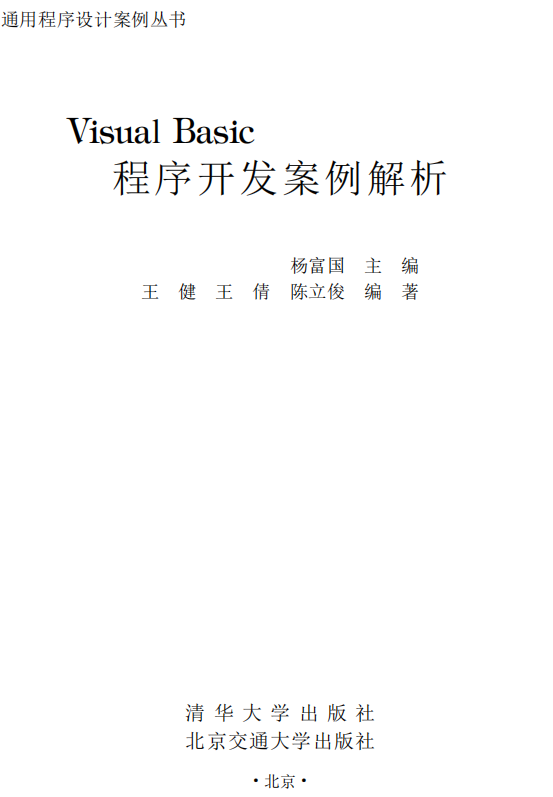 通用程序设计案例丛书
Visual Basic
程序开发案例解析
杨富国　主　编
王　健　王　倩　陈立俊　编　著
清华大学出版社
北京交通大学出版社
·北京·